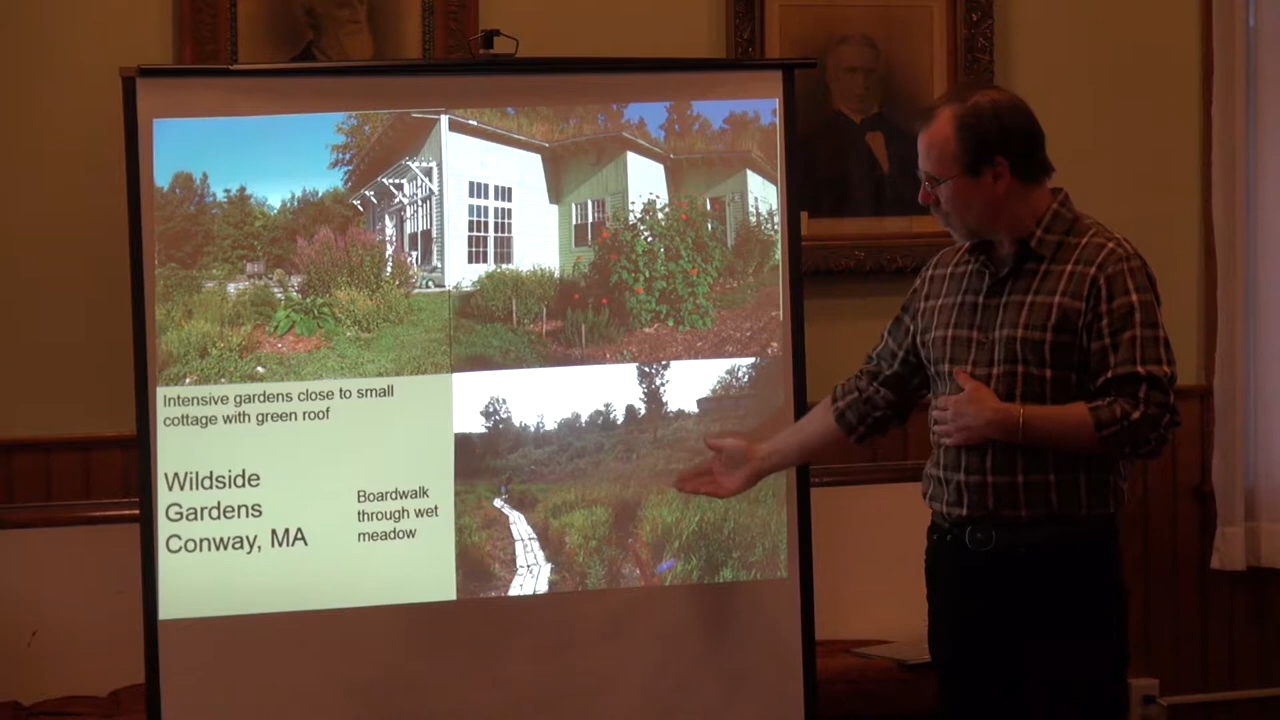 Intensive gardens close to small
cottage with green roof
Wildside
Gardens
Conway, MA
Boardwalk
through wet
meadow